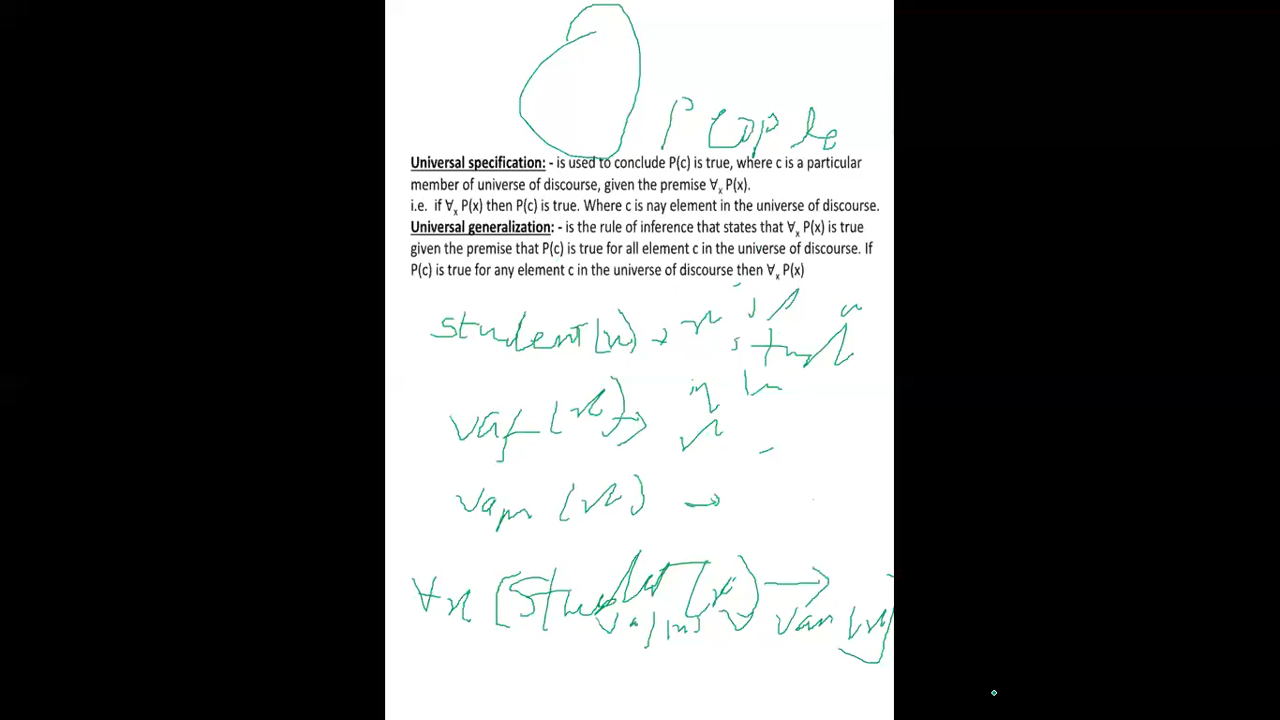 People
Universal specification: - is used to conclude P(c) is true, where c is a particular
member of universe of discourse, given the premise ∀x P(x).
i.e. if ∀x P(x) then P(c) is true. Where c is nay element in the universe of discourse.
Universal generalization: - is the rule of inference that states that ∀x P(x) is true
given the premise that P(c) is true for all element c in the universe of discourse. If
P(c) is true for any element c in the universe of discourse then ∀x P(x)
student(x) → x is a
in
(x) → x
(x) →
∀x [Student(x) →